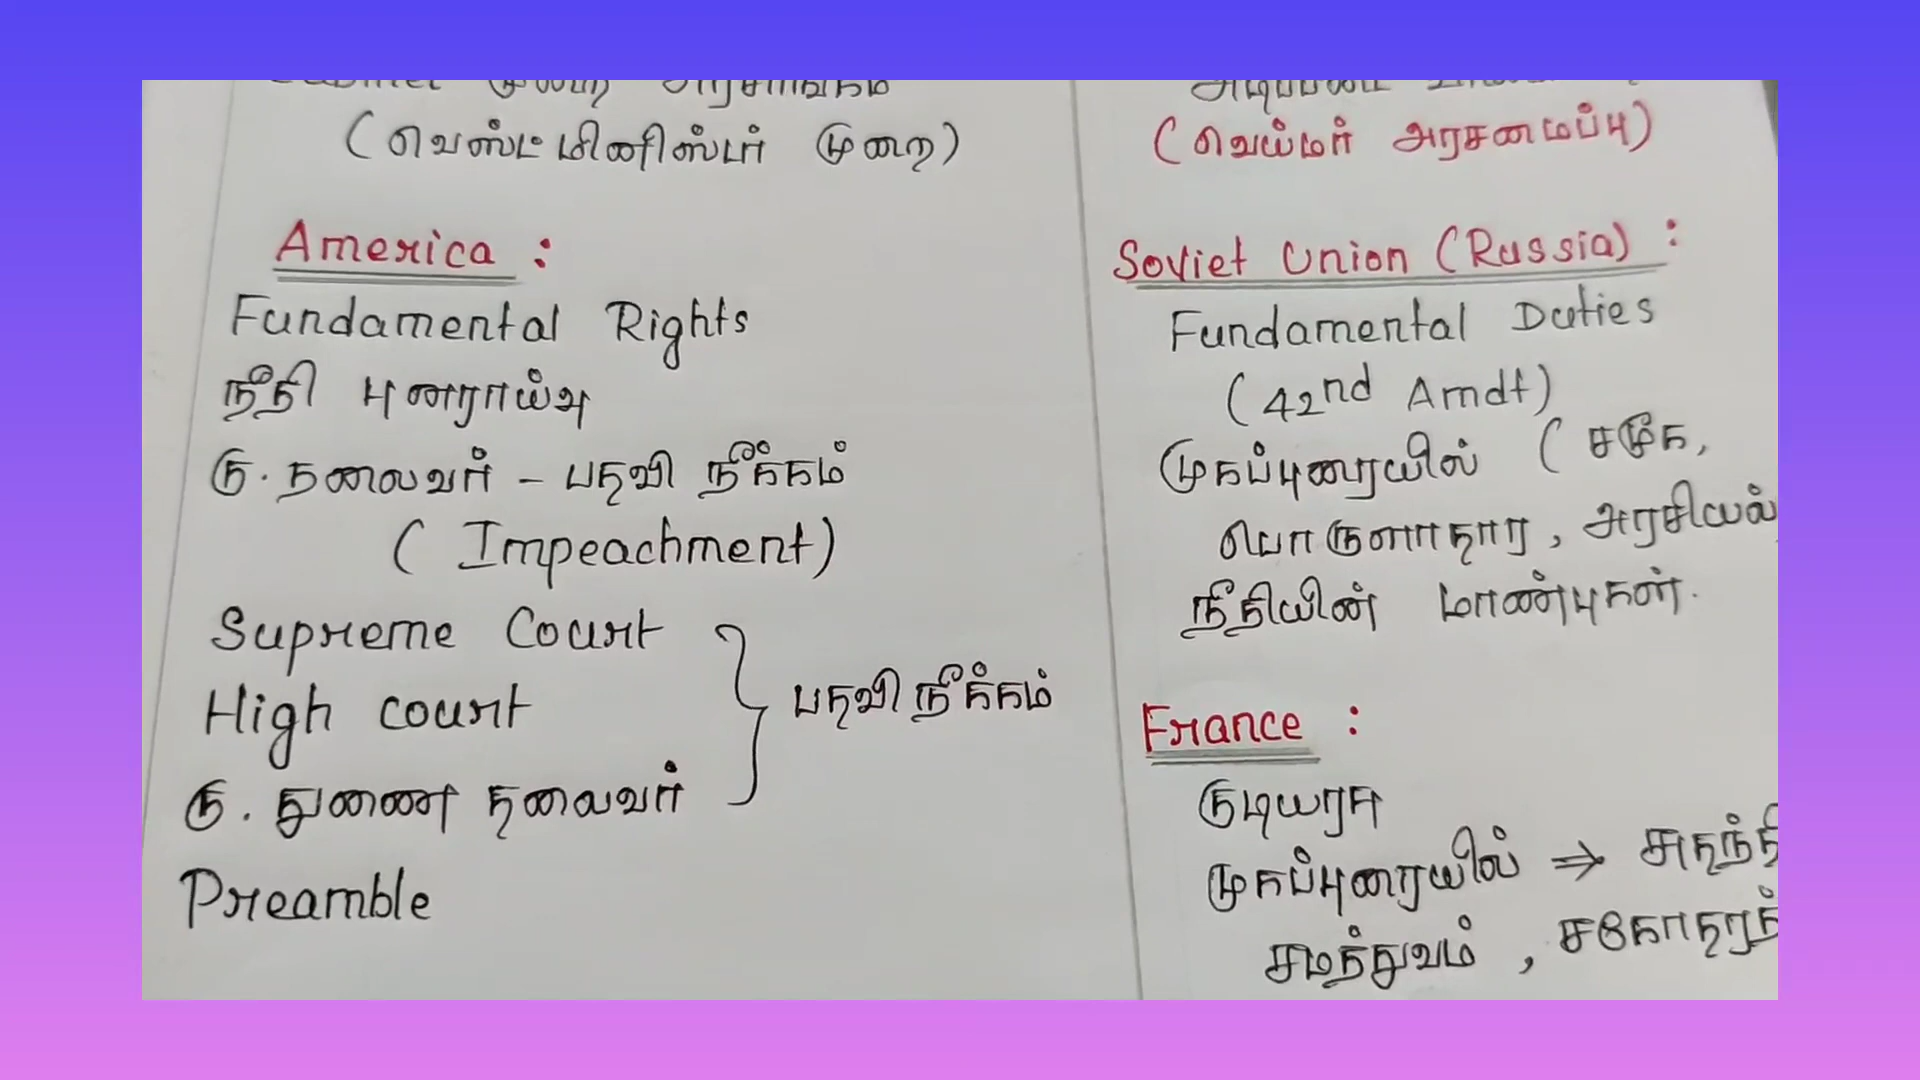 முறை அரசாங்கம்
(வெஸ்ட் மினிஸ்டர் முறை)
America :
Fundamental Rights
நீதி புனராய்வு
கு. தலைவர் - பதவி நீக்கம்
( Impeachment)
Supreme Court
High court
கு. துணை தலைவர்
பதவி நீக்கம்
Preamble
(வெய்மர் அரசமைப்பு)
Soviet Union (Russia) :
Fundamental Duties
(42nd Amdt)
முகப்புரையில் ( சமூக,
பொருளாதார, அரசியல்,
நீதியின் மாண்புகள்.
France :
குடியரசு
முகப்புரையில் ⇒
சமத்துவம்,